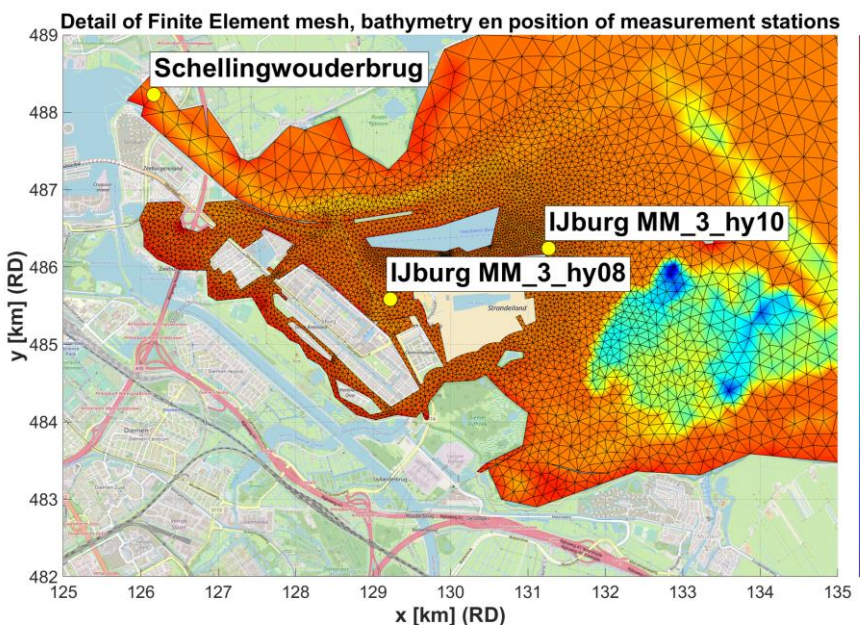 Detail of Finite Element mesh, bathymetry en position of measurement stations
489
488
487
486
485
484
483
482
y [km] (RD)
Schellingwouderbrug
IJburg MM_3_hy10
IJburg MM_3_hy08
Strandeiland
Diemen
125
126
127
128
129
130
131
132
133
134
135
x [km] (RD)